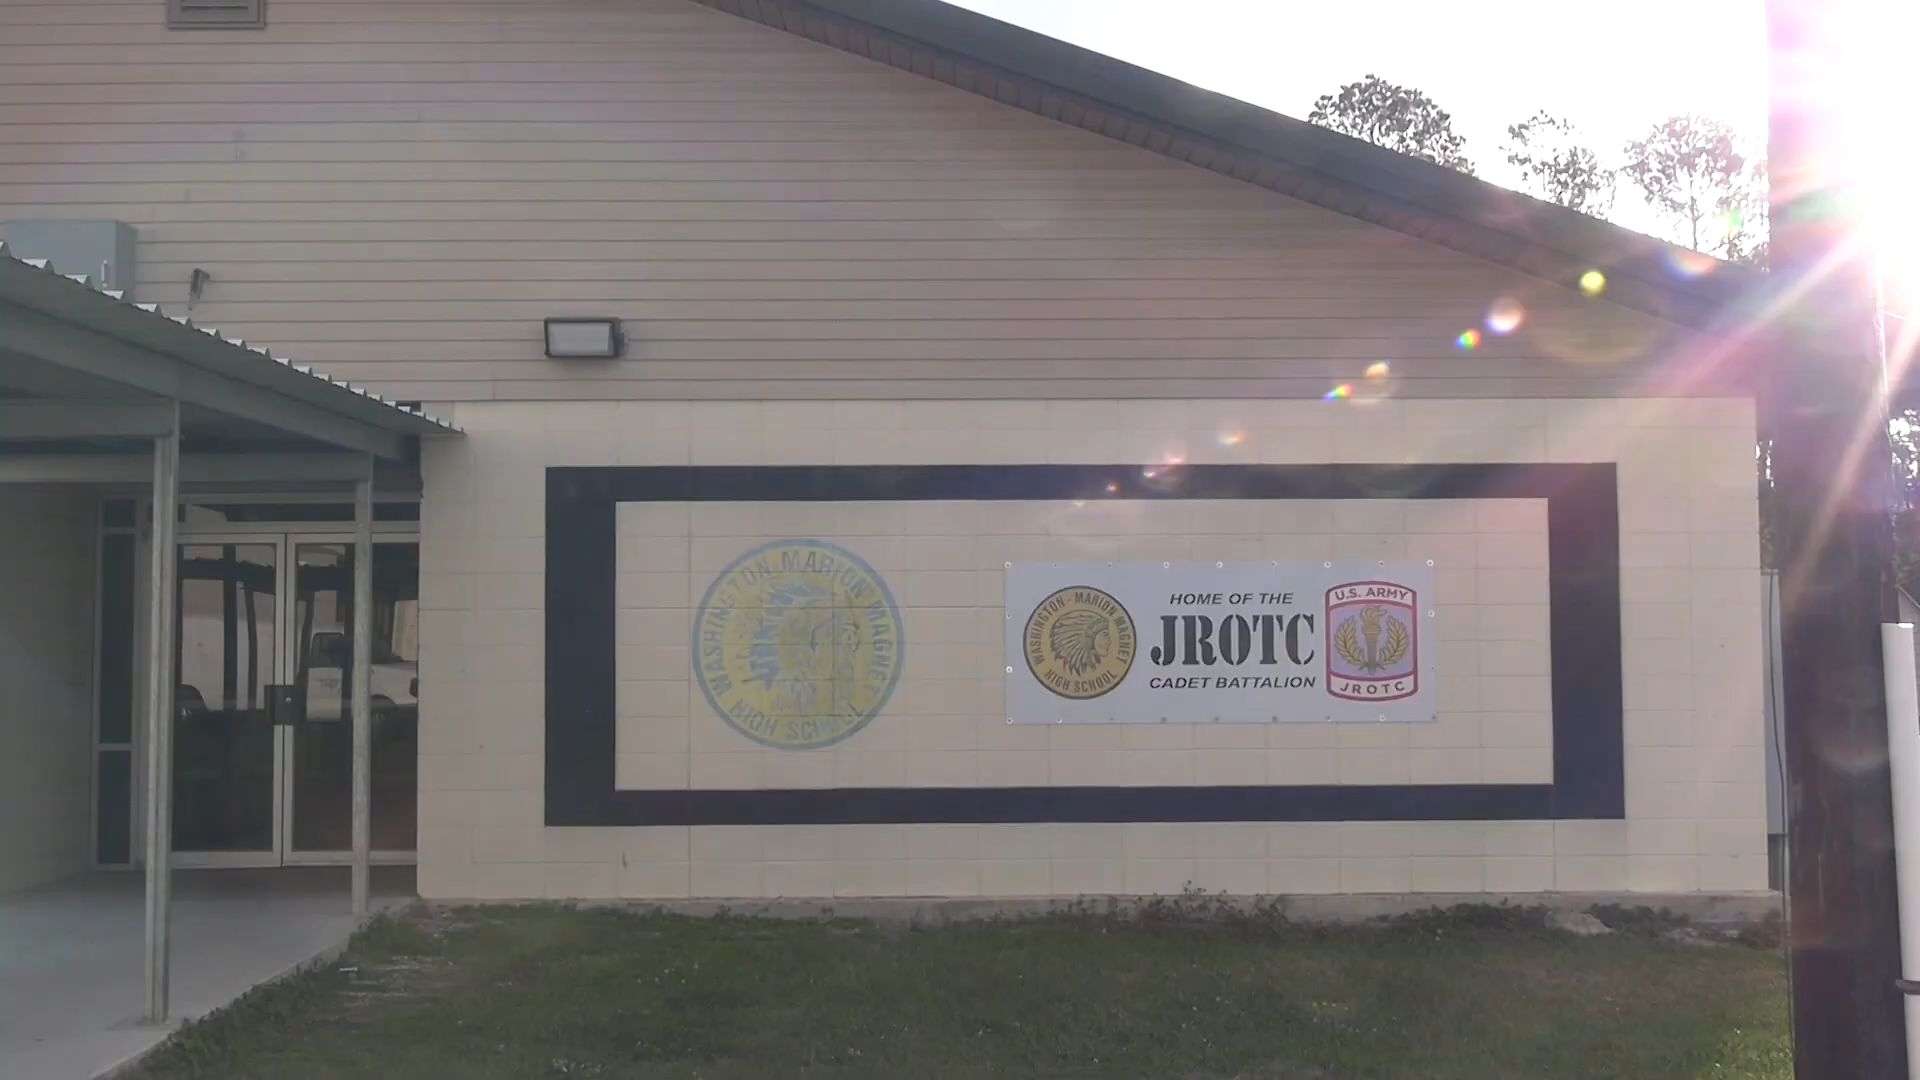 WASHINGTON MARION MAGNET
HIGH SCHOOL
WASHINGTON - MARION MAGNET
HIGH SCHOOL
HOME OF THE
JROTC
CADET BATTALION
U.S. ARMY
JROTC